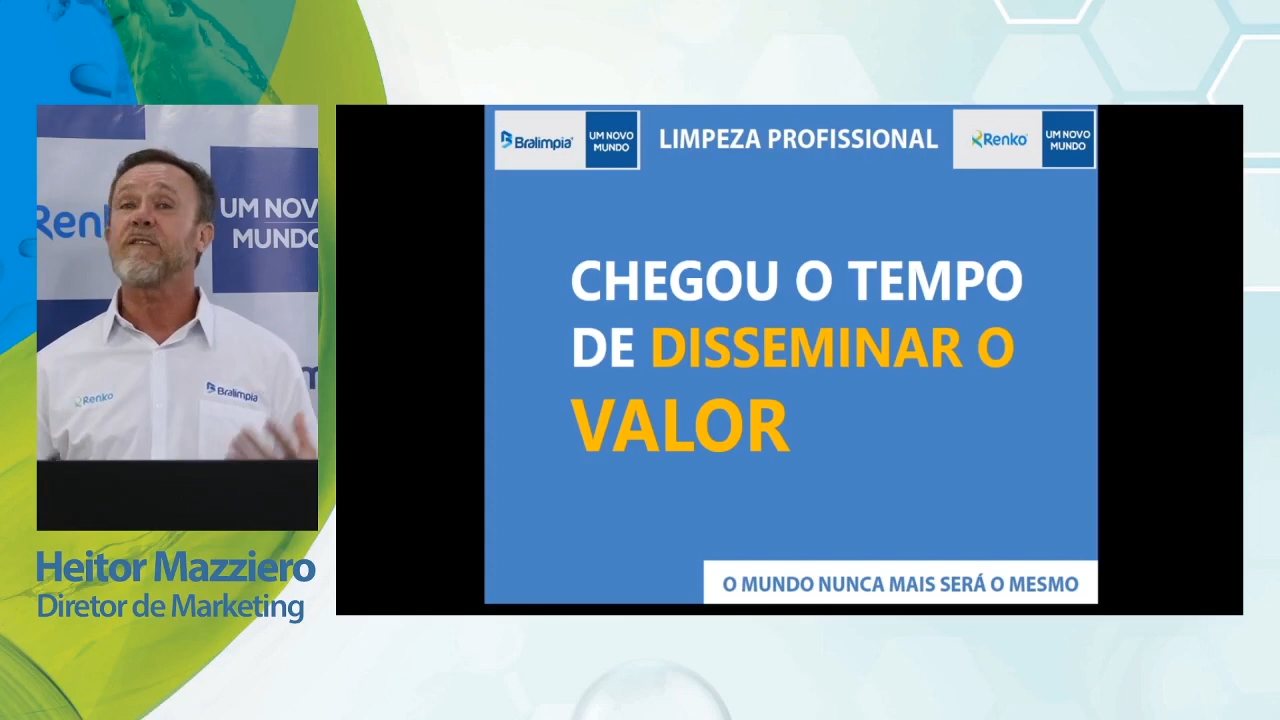 Renko
UM NOVO
MUNDO
Renko
Bralimpia
Heitor Mazziero
Diretor de Marketing
Bralimpia
UM NOVO
MUNDO
LIMPEZA PROFISSIONAL
Renko
UM NOVO
MUNDO
CHEGOU O TEMPO
DE DISSEMINAR O
VALOR
O MUNDO NUNCA MAIS SERÁ O MESMO